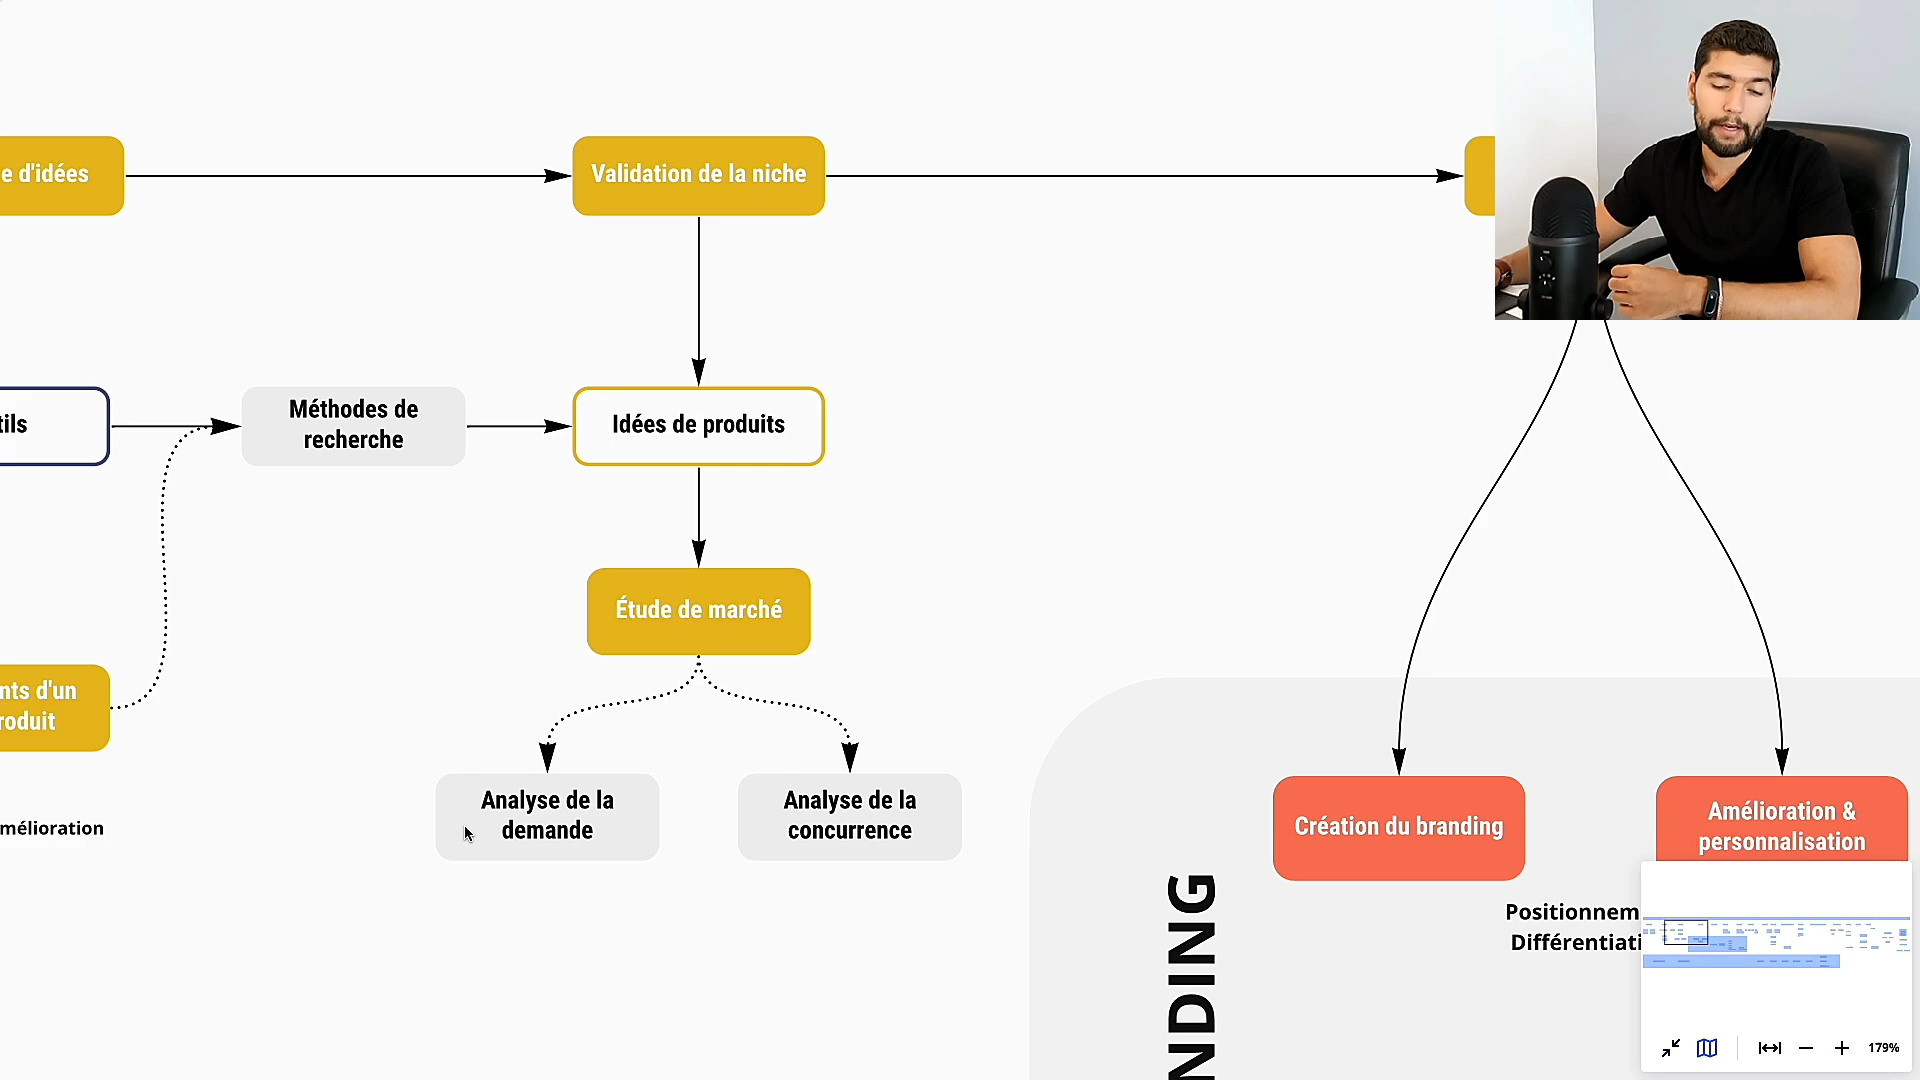 e d'idées
Validation de la niche
tils
Méthodes de
recherche
Idées de produits
Étude de marché
nts d'un
roduit
Analyse de la
demande
Analyse de la
concurrence
mélioration
Création du branding
Amélioration &
personnalisation
Positionnem
Différentiati
NDING
179%